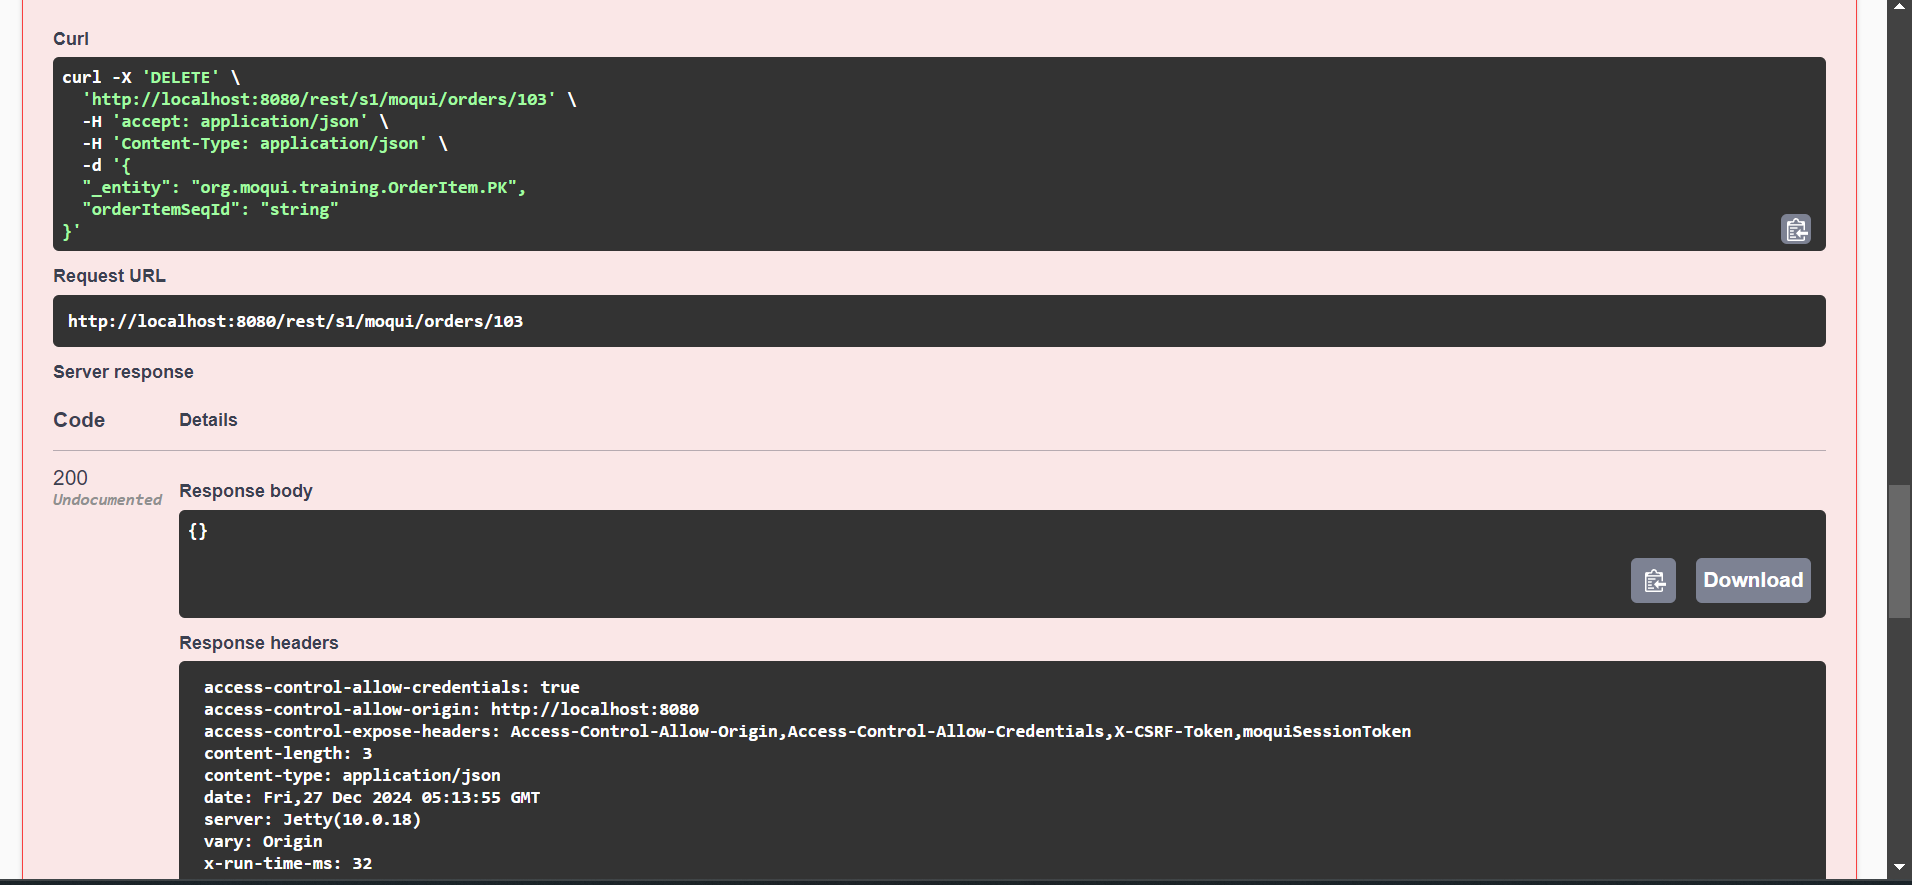 Curl
curl -X 'DELETE' \
  'http://localhost:8080/rest/s1/moqui/orders/103' \
  -H 'accept: application/json' \
  -H 'Content-Type: application/json' \
  -d '{
  "_entity": "org.moqui.training.OrderItem.PK",
  "orderItemSeqId": "string"
}'
Request URL
http://localhost:8080/rest/s1/moqui/orders/103
Server response
Code Details
200
Undocumented
Response body
{}
Download
Response headers
access-control-allow-credentials: true
access-control-allow-origin: http://localhost:8080
access-control-expose-headers: Access-Control-Allow-Origin,Access-Control-Allow-Credentials,X-CSRF-Token,moquiSessionToken
content-length: 3
content-type: application/json
date: Fri,27 Dec 2024 05:13:55 GMT
server: Jetty(10.0.18)
vary: Origin
x-run-time-ms: 32